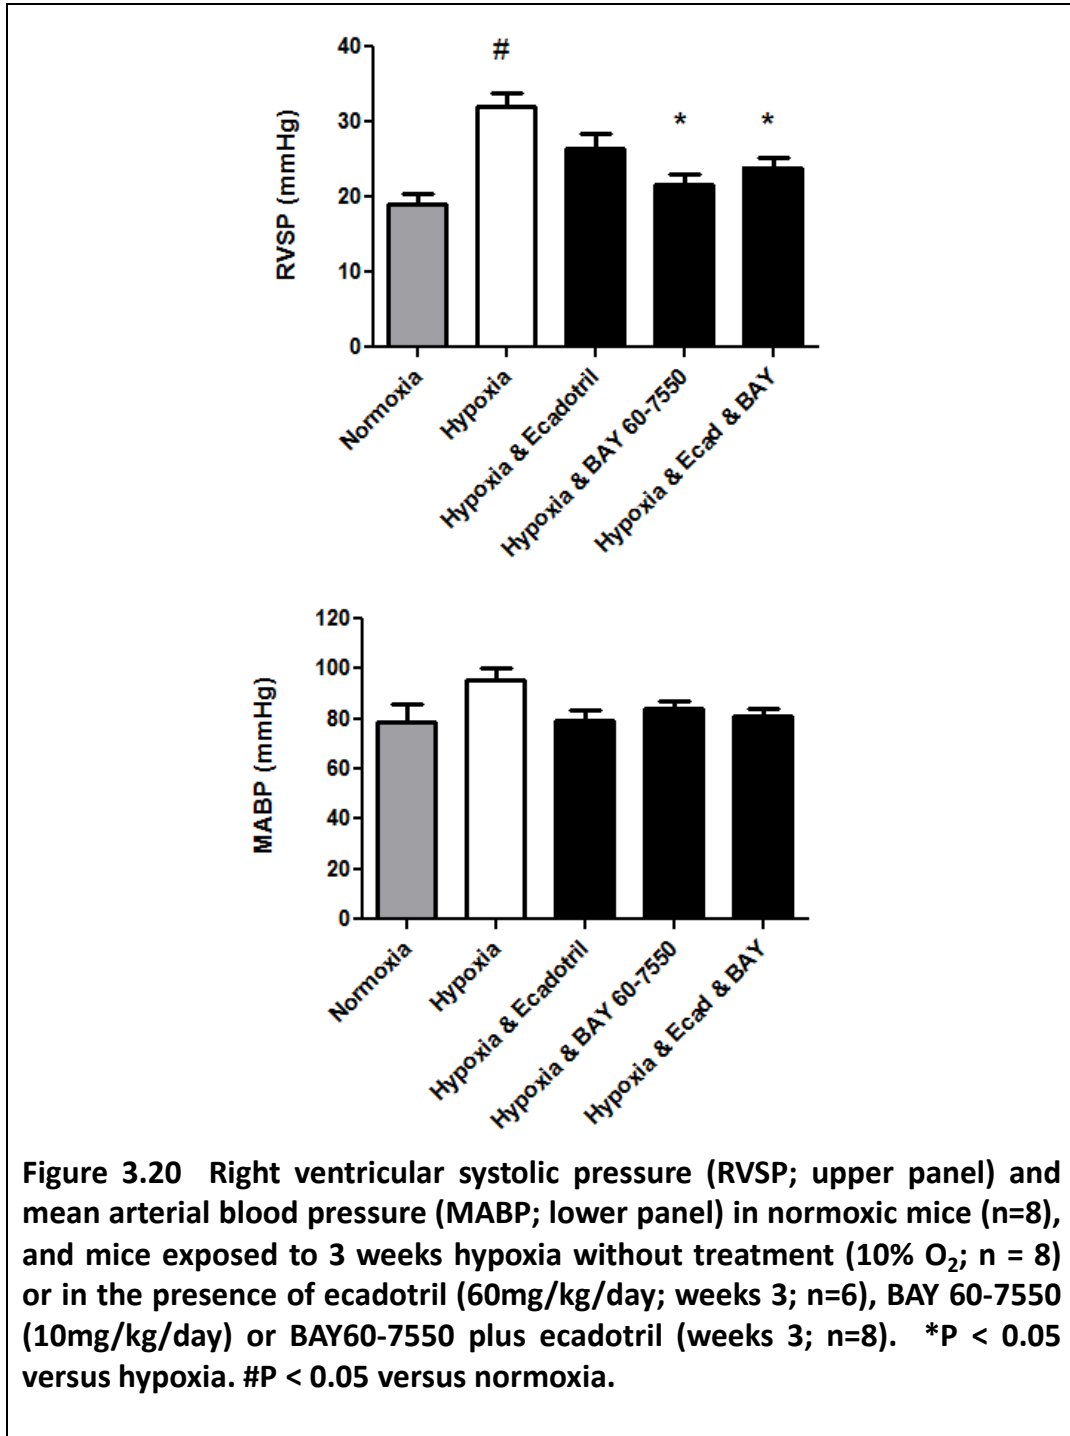 40
#
30
*
*
20
10
0
RVSP (mmHg)
Normoxia
Hypoxia
Hypoxia & Ecadotril
Hypoxia & BAY 60-7550
Hypoxia & Ecad & BAY
120
100
80
60
40
20
0
MABP (mmHg)
Normoxia
Hypoxia
Hypoxia & Ecadotril
Hypoxia & BAY 60-7550
Hypoxia & Ecad & BAY
Figure 3.20 Right ventricular systolic pressure (RVSP; upper panel) and
mean arterial blood pressure (MABP; lower panel) in normoxic mice (n=8),
and mice exposed to 3 weeks hypoxia without treatment (10% O₂; n = 8)
or in the presence of ecadotril (60mg/kg/day; weeks 3; n=6), BAY 60-7550
(10mg/kg/day) or BAY60-7550 plus ecadotril (weeks 3; n=8). *P < 0.05
versus hypoxia. #P < 0.05 versus normoxia.